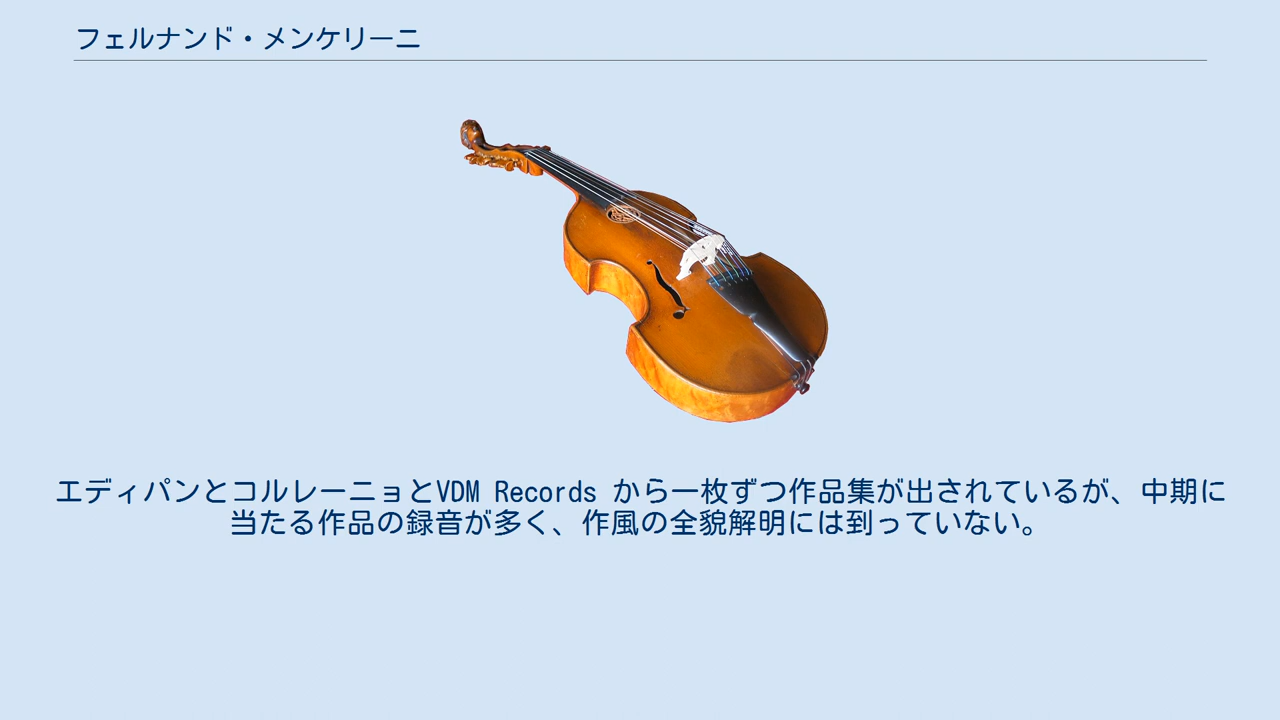 フェルナンド・メンケリーニ
エディパンとコルレーニョとVDM Records から一枚ずつ作品集が出されているが、中期に
当たる作品の録音が多く、作風の全貌解明には到っていない。